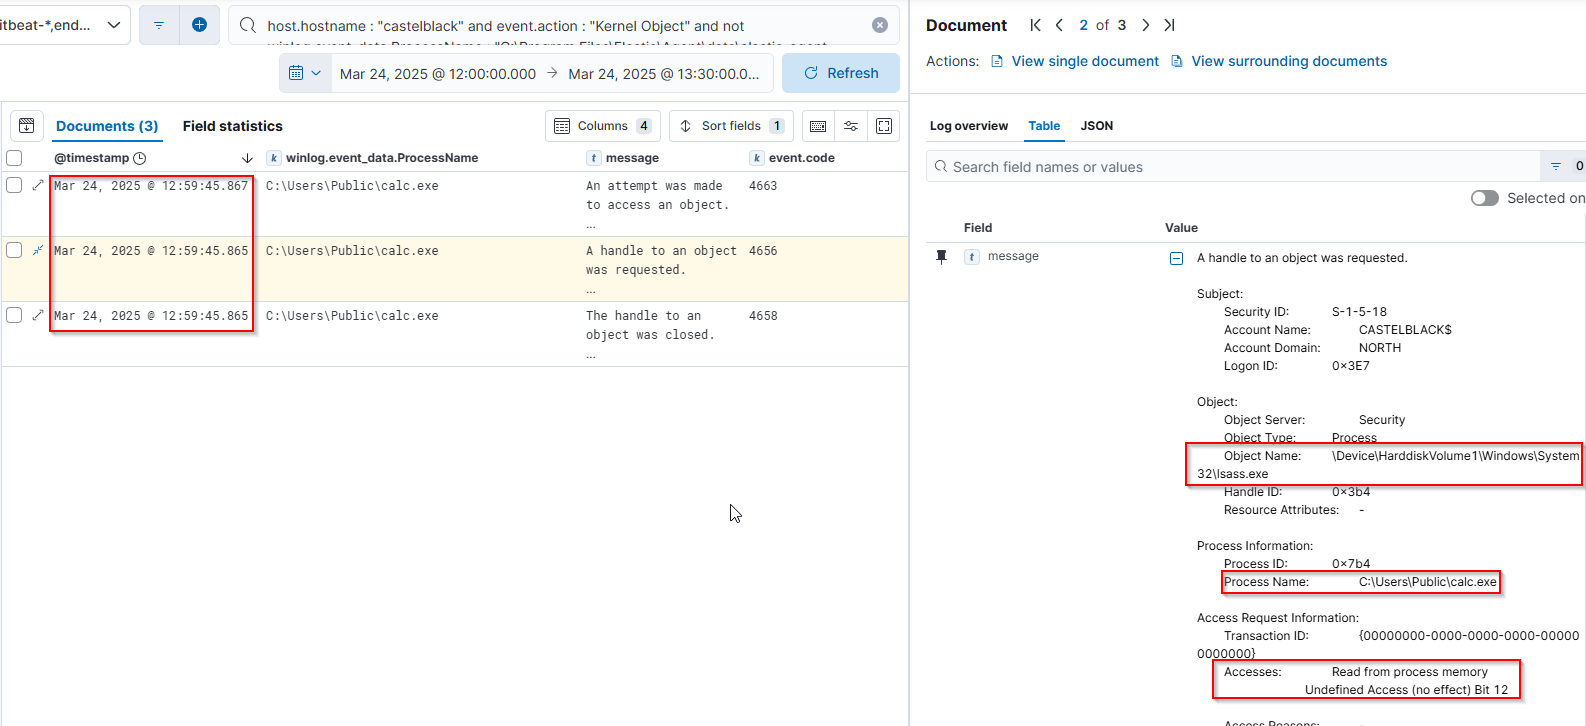 itbeat-*,end...
host.hostname : "castelblack" and event.action : "Kernel Object" and not
Mar 24, 2025 @ 12:00:00.000 → Mar 24, 2025 @ 13:30:00.0...
Refresh
Documents (3) Field statistics
Columns 4 Sort fields 1
@timestamp k winlog.event_data.ProcessName t message k event.code
Mar 24, 2025 @ 12:59:45.867 C:\Users\Public\calc.exe An attempt was made 4663
to access an object.
...
Mar 24, 2025 @ 12:59:45.865 C:\Users\Public\calc.exe A handle to an object 4656
was requested.
...
Mar 24, 2025 @ 12:59:45.865 C:\Users\Public\calc.exe The handle to an 4658
object was closed.
...
Document 2 of 3
Actions: View single document View surrounding documents
Log overview Table JSON
Search field names or values 0
Selected on
Field Value
t message A handle to an object was requested.
Subject:
Security ID: S-1-5-18
Account Name: CASTELBLACK$
Account Domain: NORTH
Logon ID: 0x3E7
Object:
Object Server: Security
Object Type: Process
Object Name: \Device\HarddiskVolume1\Windows\System
32\lsass.exe
Handle ID: 0x3b4
Resource Attributes: -
Process Information:
Process ID: 0x7b4
Process Name: C:\Users\Public\calc.exe
Access Request Information:
Transaction ID: {00000000-0000-0000-0000-00000
0000000}
Accesses: Read from process memory
Undefined Access (no effect) Bit 12
Access Reasons: -